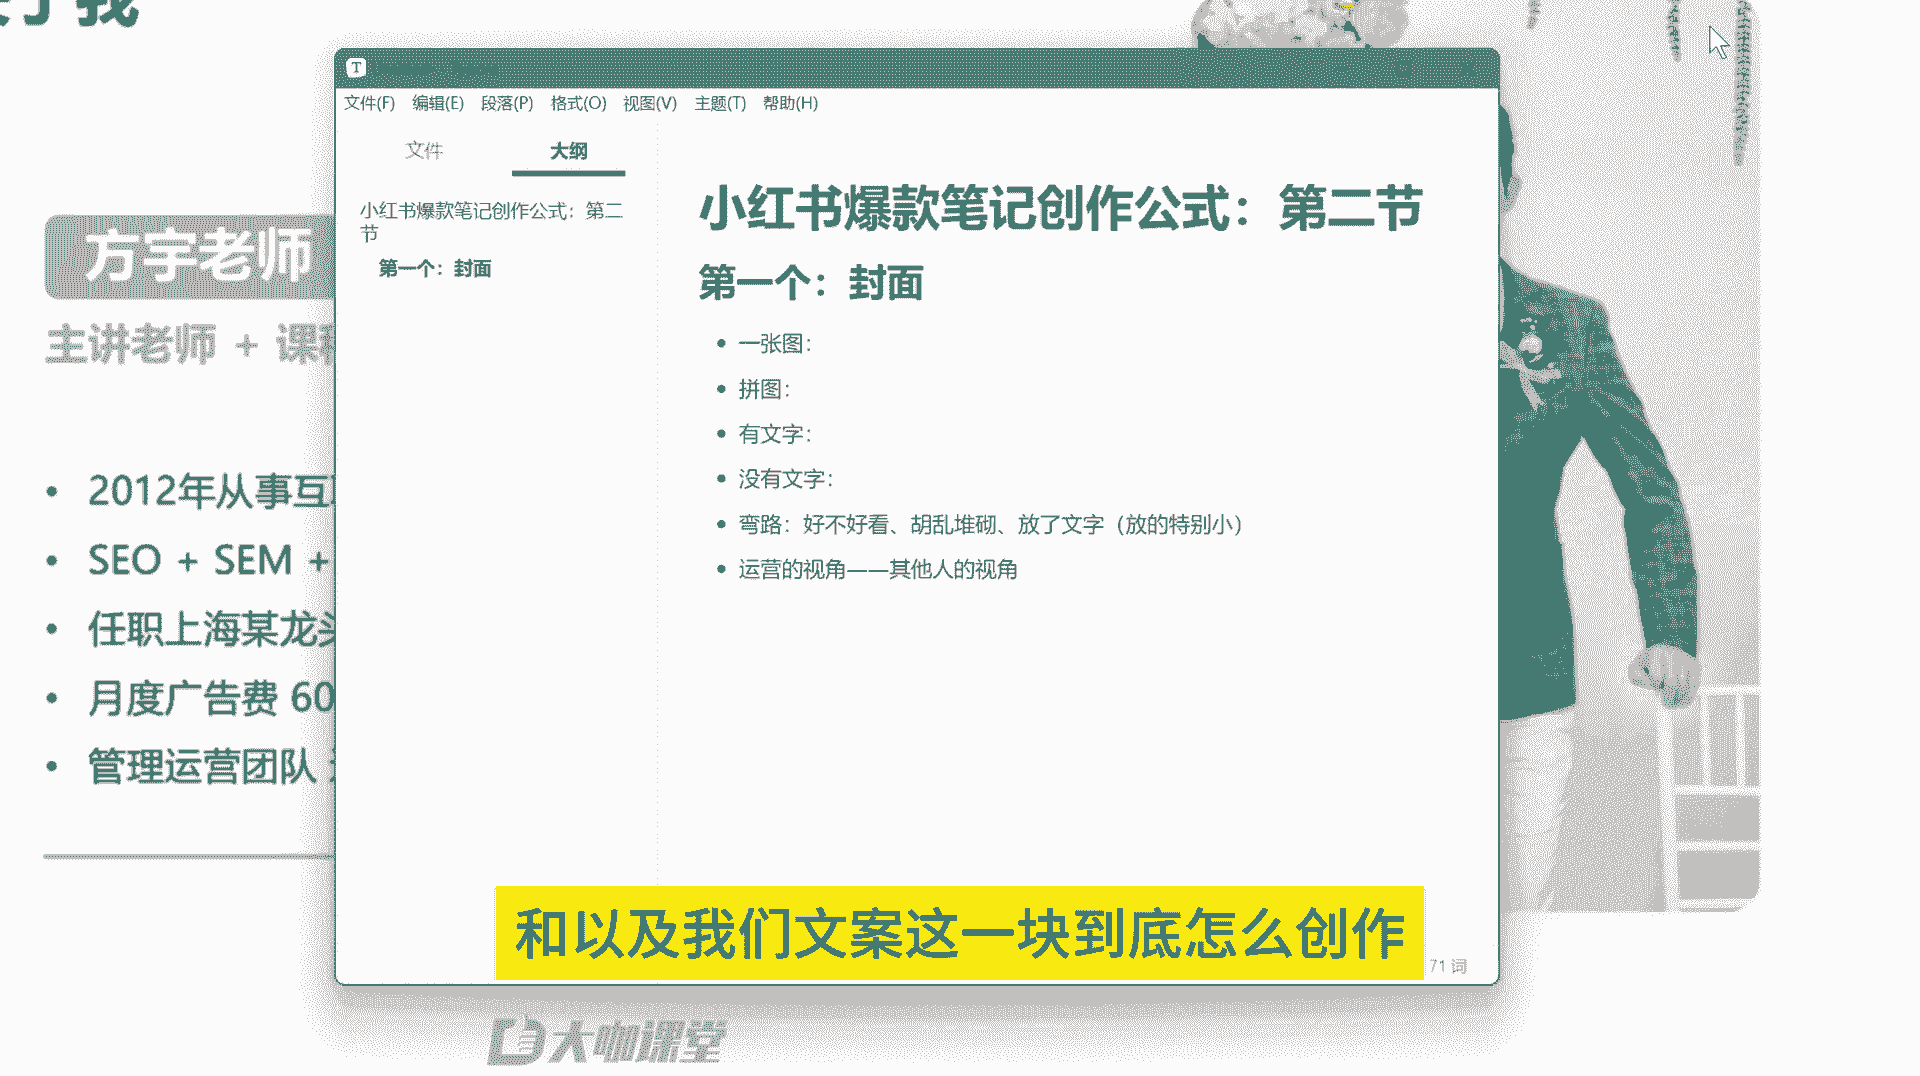 我
方宇老师
主讲老师 + 课程
2012年从事互
SEO + SEM +
任职上海某龙
月度广告费 60
管理运营团队
T
文件(F) 编辑(E) 段落(P) 格式(O) 视图(V) 主题(T) 帮助(H)
文件 大纲
小红书爆款笔记创作公式：第二
节
第一个：封面
小红书爆款笔记创作公式：第二节
第一个：封面
一张图：
拼图：
有文字：
没有文字：
弯路：好不好看、胡乱堆砌、放了文字（放的特别小）
运营的视角——其他人的视角
和以及我们文案这一块到底怎么创作
71 词
大咖课堂